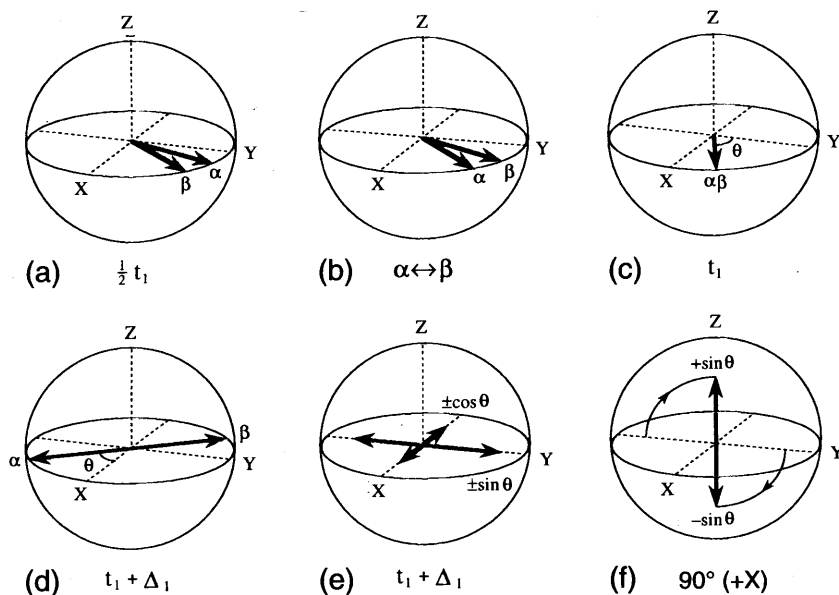 Z
Y
X
β
α
(a) ½ t₁
Z
Y
X
α
β
(b) α↔β
Z
Y
X
θ
αβ
(c) t₁
Z
β
α
θ
Y
X
(d) t₁ + Δ₁
Z
±cosθ
Y
X
±sinθ
(e) t₁ + Δ₁
Z
+sinθ
Y
X
−sinθ
(f) 90° (+X)